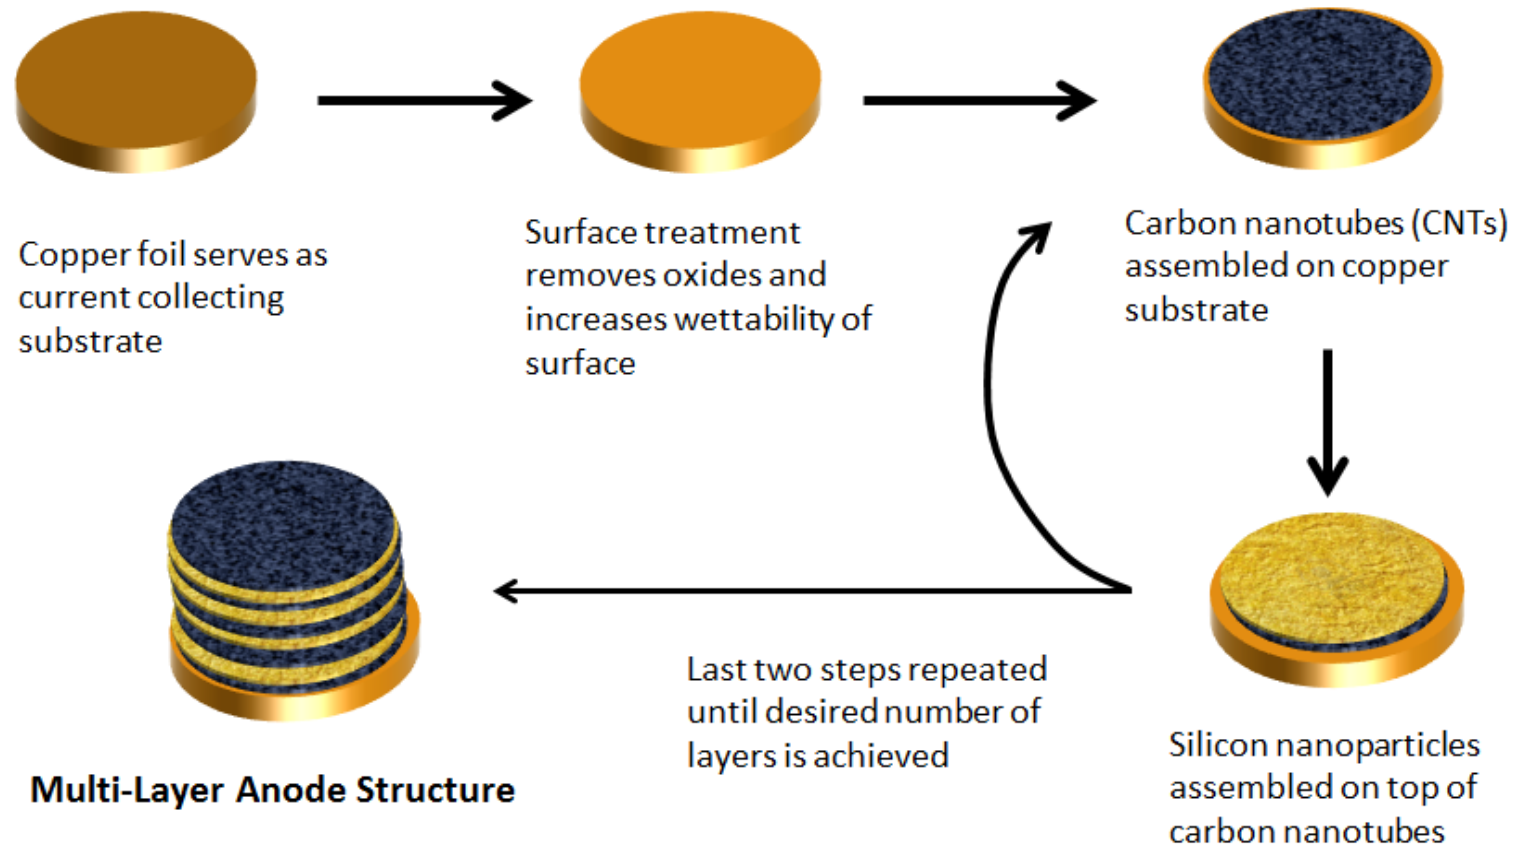 Copper foil serves as
current collecting
substrate
Surface treatment
removes oxides and
increases wettability of
surface
Carbon nanotubes (CNTs)
assembled on copper
substrate
Silicon nanoparticles
assembled on top of
carbon nanotubes
Last two steps repeated
until desired number of
layers is achieved
Multi-Layer Anode Structure